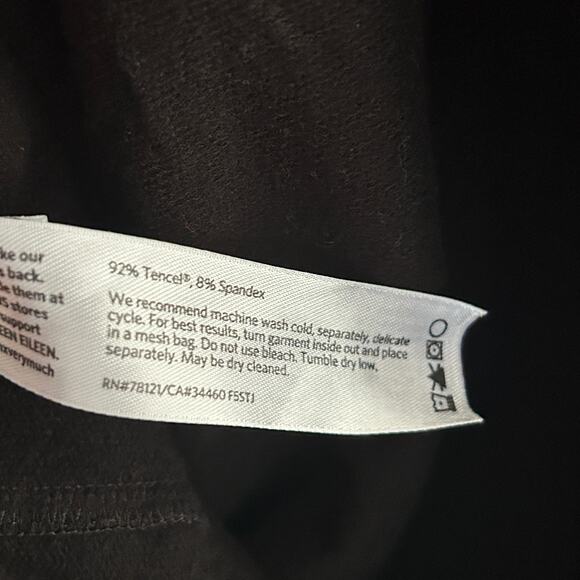 ke our
s back.
e them at
US stores
support
EEN EILEEN.
xverymuch
92% Tencel®, 8% Spandex
We recommend machine wash cold, separately, delicate
cycle. For best results, turn garment inside out and place
in a mesh bag. Do not use bleach. Tumble dry low,
separately. May be dry cleaned.
RN#78121/CA#34460 F5STJ